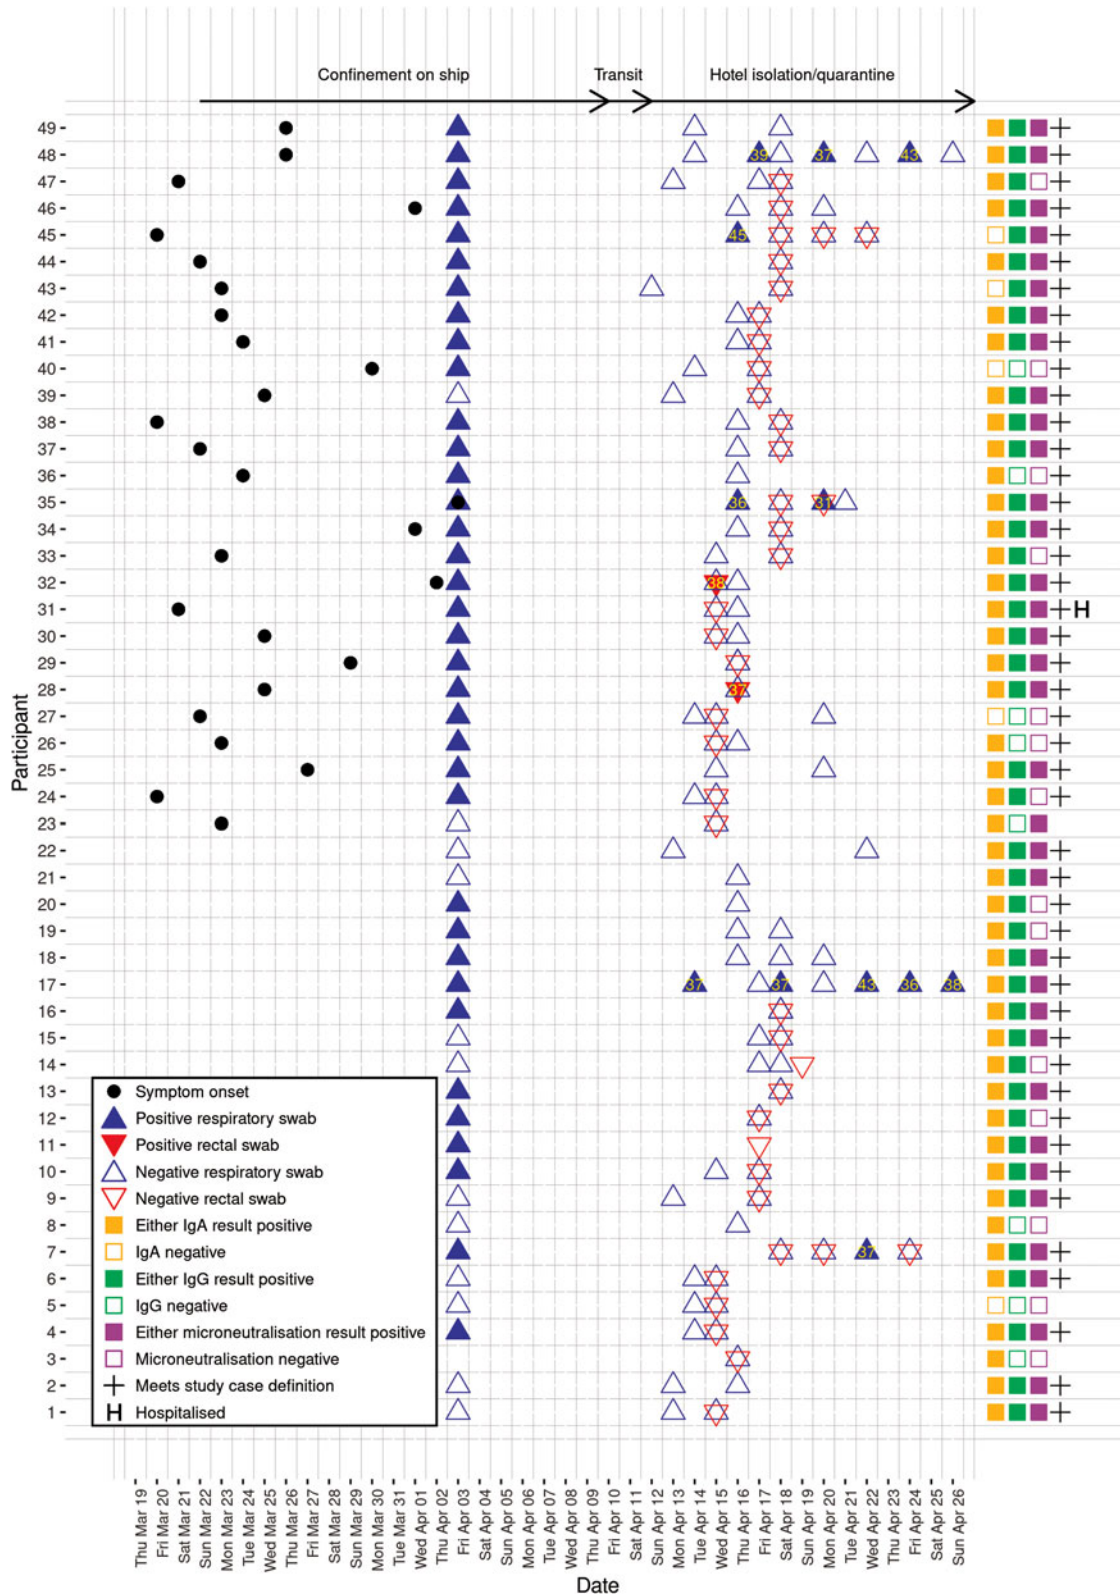 Confinement on ship
Transit
Hotel isolation/quarantine
Participant
49
48
39
37
43
47
46
45
45
44
43
42
41
40
39
38
37
36
35
36
31
34
33
32
38
31
H
30
29
28
37
27
26
25
24
23
22
21
20
19
18
17
37
37
43
36
38
16
15
14
13
12
11
10
9
8
7
37
6
5
4
3
2
1
Symptom onset
Positive respiratory swab
Positive rectal swab
Negative respiratory swab
Negative rectal swab
Either IgA result positive
IgA negative
Either IgG result positive
IgG negative
Either microneutralisation result positive
Microneutralisation negative
Meets study case definition
H Hospitalised
Thu Mar 19
Fri Mar 20
Sat Mar 21
Sun Mar 22
Mon Mar 23
Tue Mar 24
Wed Mar 25
Thu Mar 26
Fri Mar 27
Sat Mar 28
Sun Mar 29
Mon Mar 30
Tue Mar 31
Wed Apr 01
Thu Apr 02
Fri Apr 03
Sat Apr 04
Sun Apr 05
Mon Apr 06
Tue Apr 07
Wed Apr 08
Thu Apr 09
Fri Apr 10
Sat Apr 11
Sun Apr 12
Mon Apr 13
Tue Apr 14
Wed Apr 15
Thu Apr 16
Fri Apr 17
Sat Apr 18
Sun Apr 19
Mon Apr 20
Tue Apr 21
Wed Apr 22
Thu Apr 23
Fri Apr 24
Sat Apr 25
Sun Apr 26
Date